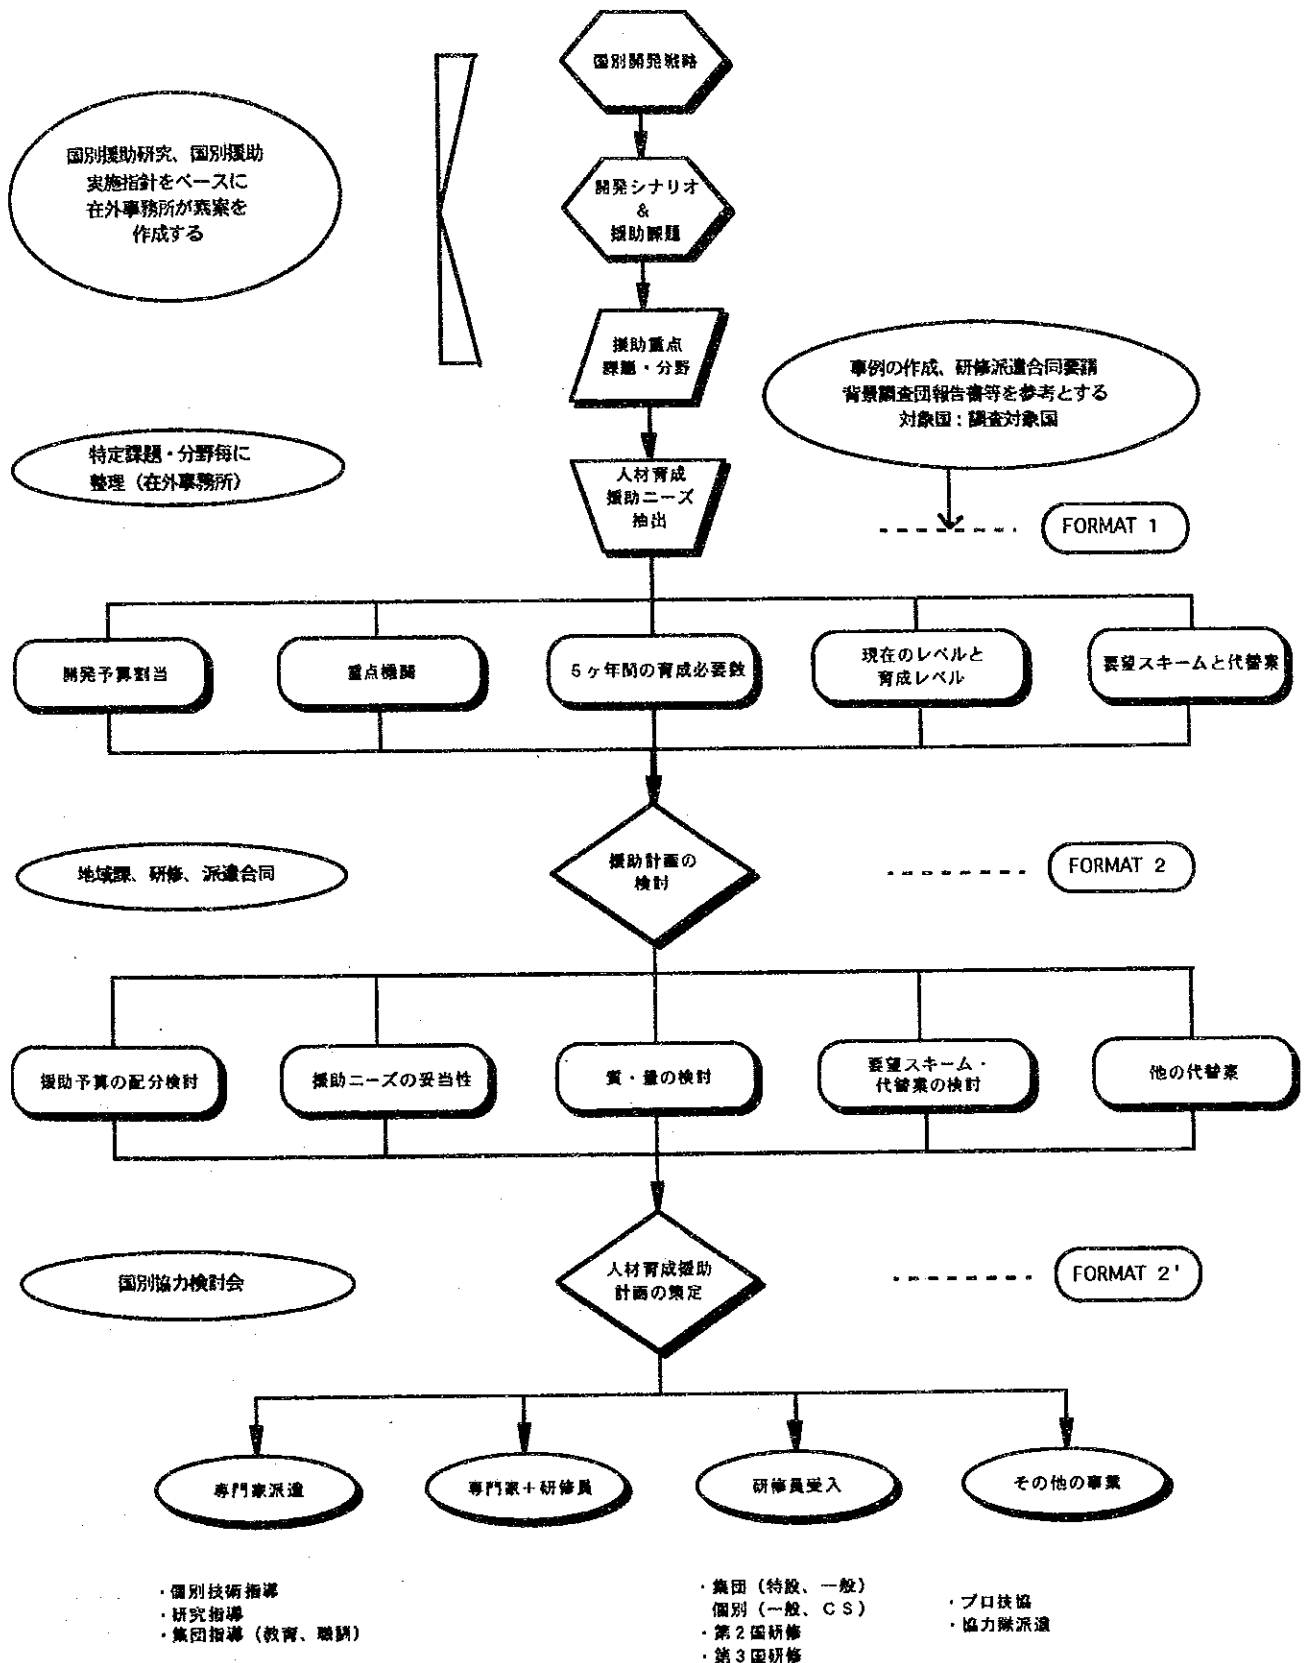 国別開発戦略
国別援助研究、国別援助
実施指針をベースに
在外事務所が素案を
作成する
開発シナリオ
&
援助課題
援助重点
課題・分野
事例の作成、研修派遣合同要請
背景調査団報告書等を参考とする
対象国：調査対象国
特定課題・分野毎に
整理（在外事務所）
人材育成
援助ニーズ
抽出
FORMAT 1
開発予算割当
重点機関
5ヶ年間の育成必要数
現在のレベルと
育成レベル
要望スキームと代替案
地域課、研修、派遣合同
援助計画の
検討
FORMAT 2
援助予算の配分検討
援助ニーズの妥当性
質・量の検討
要望スキーム・
代替案の検討
他の代替案
国別協力検討会
人材育成援助
計画の策定
FORMAT 2'
専門家派遣
専門家＋研修員
研修員受入
その他の事業
・個別技術指導
・研究指導
・集団指導（教育、職訓）
・集団（特設、一般）
個別（一般、CS）
・第2国研修
・第3国研修
・プロ技協
・協力隊派遣